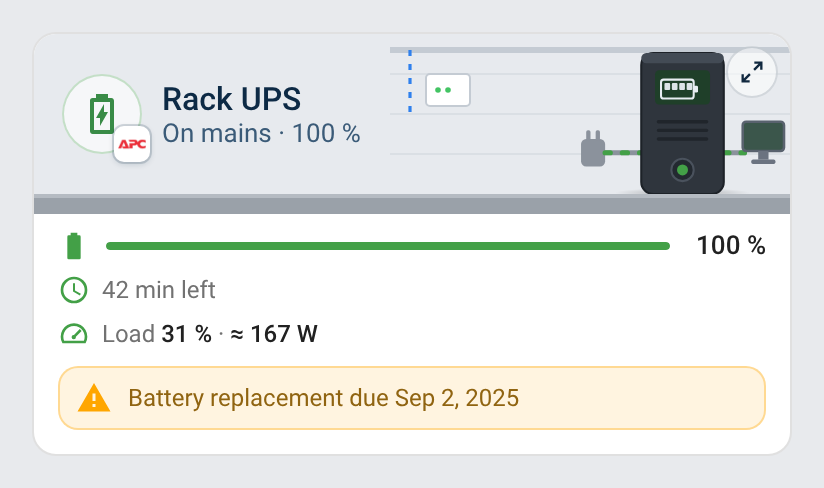 Rack UPS
On mains · 100 %
APC
100 %
42 min left
Load 31 % · ≈ 167 W
Battery replacement due Sep 2, 2025